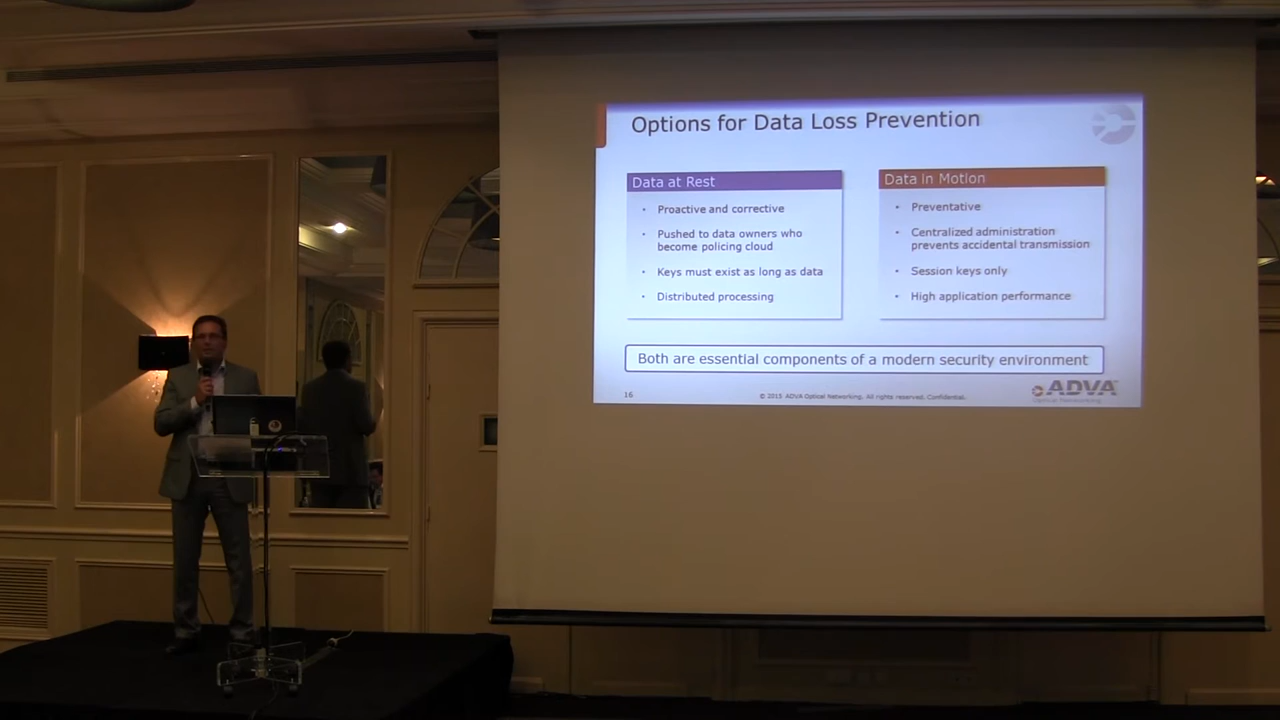 Options for Data Loss Prevention
Data at Rest
• Proactive and corrective
• Pushed to data owners who
become policing cloud
• Keys must exist as long as data
• Distributed processing
Data in Motion
• Preventative
• Centralized administration
prevents accidental transmission
• Session keys only
• High application performance
Both are essential components of a modern security environment
16
© 2015 ADVA Optical Networking. All rights reserved. Confidential.
ADVA
Optical Networking